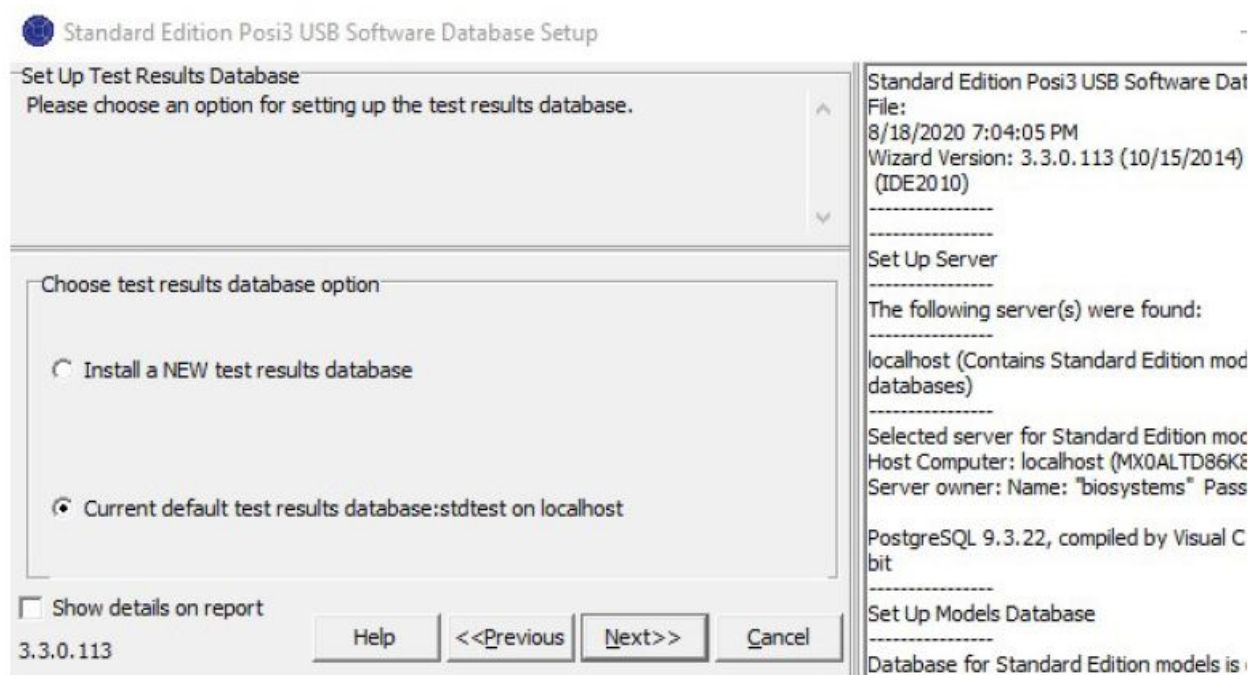 Standard Edition Posi3 USB Software Database Setup
Set Up Test Results Database
Please choose an option for setting up the test results database.
Choose test results database option
Install a NEW test results database
Current default test results database:stdtest on localhost
Show details on report
3.3.0.113
Help
<<Previous
Next>>
Cancel
Standard Edition Posi3 USB Software Dat
File:
8/18/2020 7:04:05 PM
Wizard Version: 3.3.0.113 (10/15/2014)
(IDE2010)
----------------
----------------
Set Up Server
----------------
The following server(s) were found:
----------------
localhost (Contains Standard Edition mod
databases)
----------------
Selected server for Standard Edition mod
Host Computer: localhost (MX0ALTD86K8
Server owner: Name: "biosystems" Pass
PostgreSQL 9.3.22, compiled by Visual C
bit
----------------
Set Up Models Database
----------------
Database for Standard Edition models is